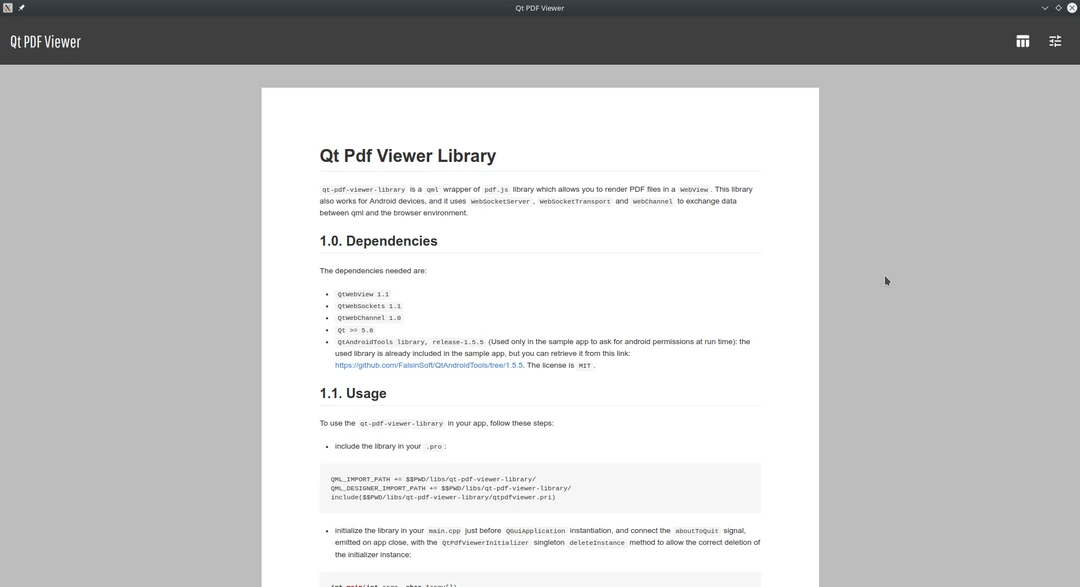 Qt PDF Viewer
Qt PDF Viewer
Qt Pdf Viewer Library
qt-pdf-viewer-library is a qml wrapper of pdf.js library which allows you to render PDF files in a WebView. This library
also works for Android devices, and it uses WebSocketServer, WebSocketTransport and WebChannel to exchange data
between qml and the browser environment.
1.0. Dependencies
The dependencies needed are:
• QtWebView 1.1
• QtWebSockets 1.1
• QtWebChannel 1.0
• Qt >= 5.6
• QtAndroidTools library, release-1.5.5 (Used only in the sample app to ask for android permissions at run time): the
used library is already included in the sample app, but you can retrieve it from this link:
https://github.com/FalsinSoft/QtAndroidTools/tree/1.5.5. The license is MIT.
1.1. Usage
To use the qt-pdf-viewer-library in your app, follow these steps:
• include the library in your .pro:
QML_IMPORT_PATH += $$PWD/libs/qt-pdf-viewer-library/
QML_DESIGNER_IMPORT_PATH += $$PWD/libs/qt-pdf-viewer-library/
include($$PWD/libs/qt-pdf-viewer-library/qtpdfviewer.pri)
• initialize the library in your main.cpp just before QGuiApplication instantiation, and connect the aboutToQuit signal,
emitted on app close, with the QtPdfViewerInitializer singleton deleteInstance method to allow the correct deletion of
the initializer instance: